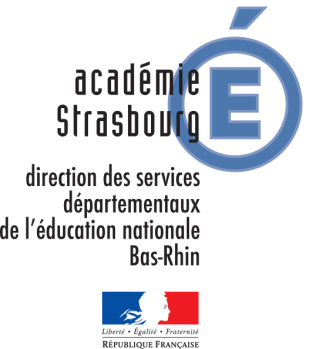 académie
Strasbourg
É
direction des services
départementaux
de l'éducation nationale
Bas-Rhin
Liberté • Égalité • Fraternité
RÉPUBLIQUE FRANÇAISE